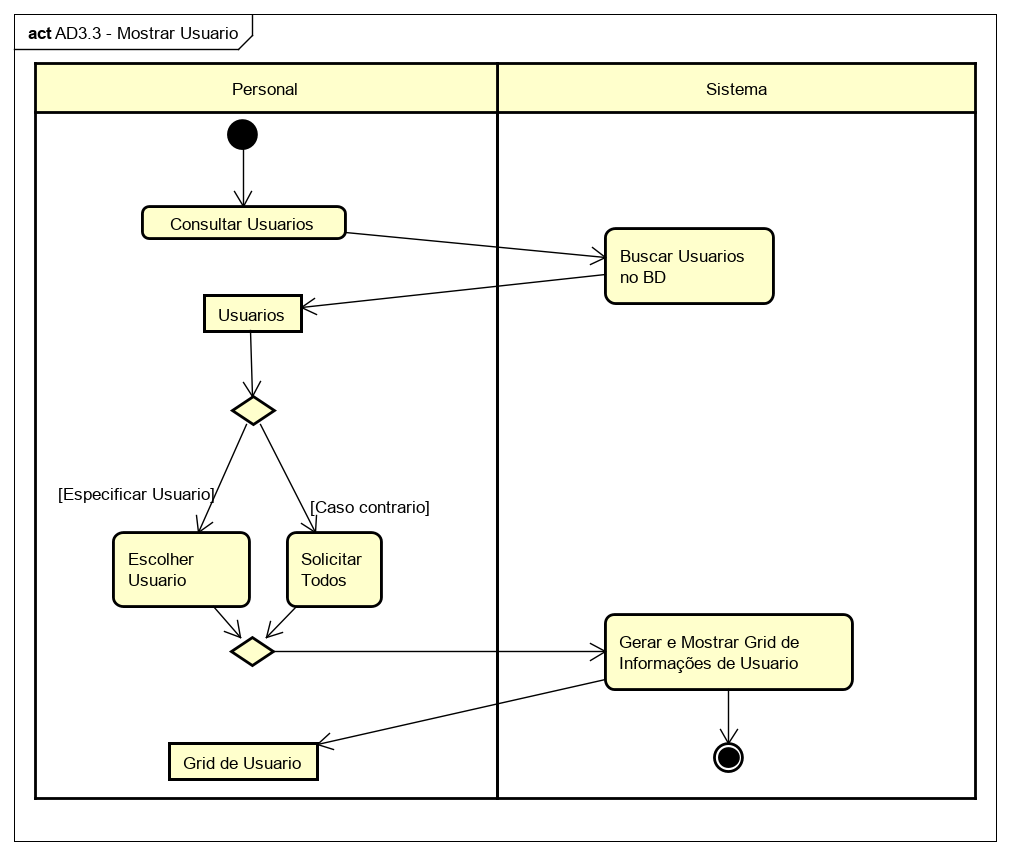 act AD3.3 - Mostrar Usuario
Personal
Sistema
Consultar Usuarios
Buscar Usuarios
no BD
Usuarios
[Especificar Usuario]
[Caso contrario]
Escolher
Usuario
Solicitar
Todos
Gerar e Mostrar Grid de
Informações de Usuario
Grid de Usuario